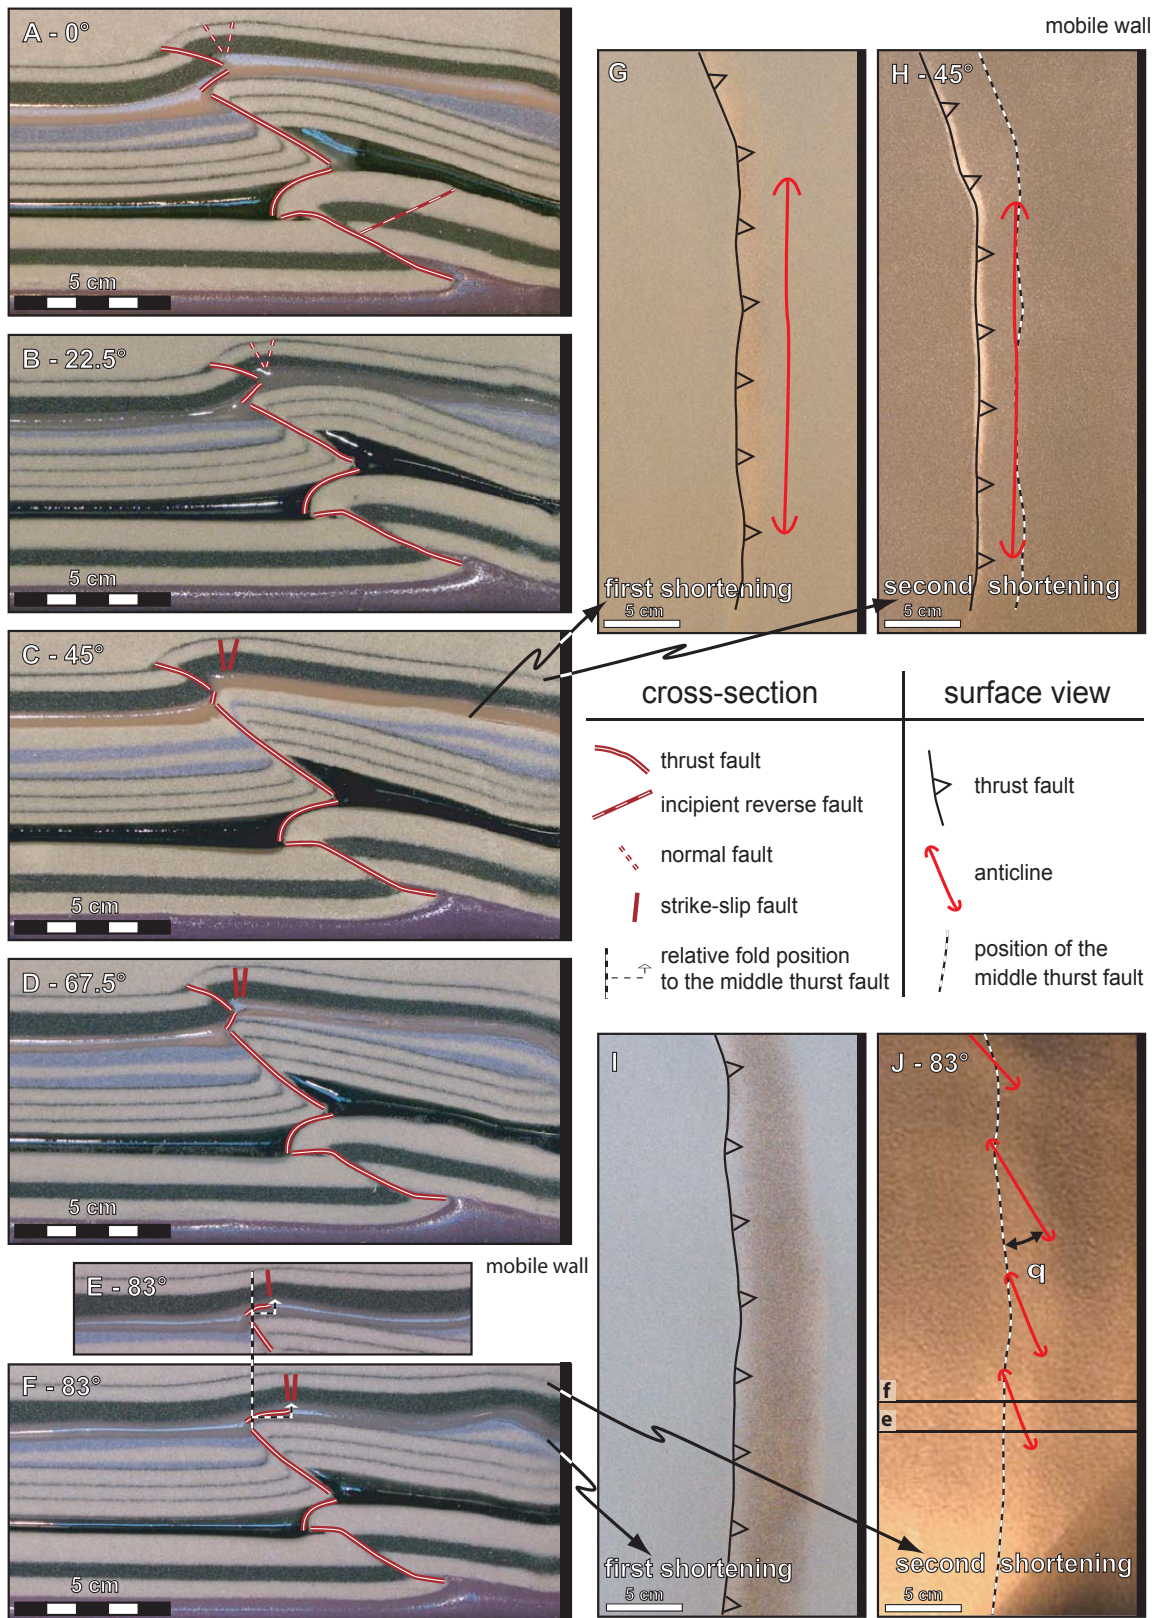 A - 0°
5 cm
B - 22.5°
5 cm
C - 45°
5 cm
D - 67.5°
5 cm
mobile wall
E - 83°
F - 83°
5 cm
mobile wall
G
first shortening
5 cm
H - 45°
second shortening
5 cm
cross-section
thrust fault
incipient reverse fault
normal fault
strike-slip fault
relative fold position
to the middle thurst fault
surface view
thrust fault
anticline
position of the
middle thurst fault
I
first shortening
5 cm
J - 83°
q
f
e
second shortening
5 cm